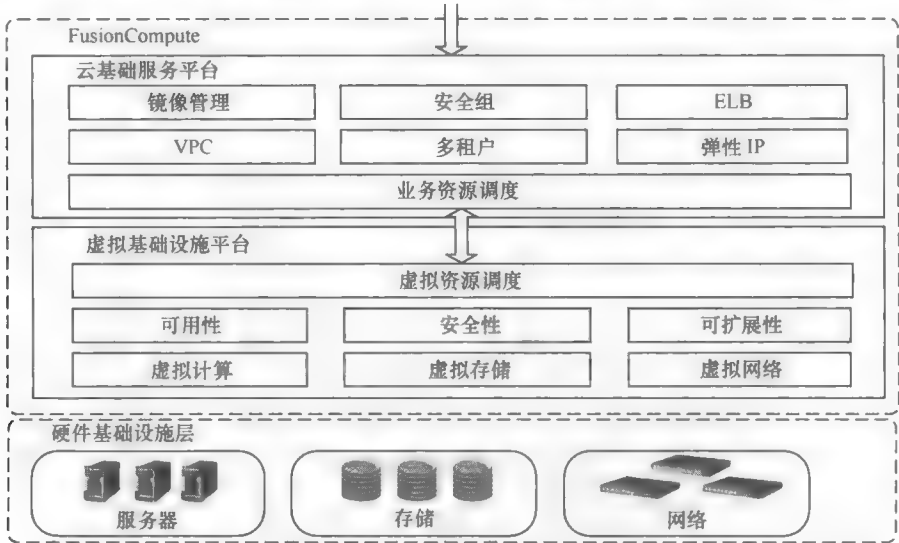 FusionCompute
云基础服务平台
镜像管理 安全组 ELB
VPC 多租户 弹性 IP
业务资源调度
虚拟基础设施平台
虚拟资源调度
可用性 安全性 可扩展性
虚拟计算 虚拟存储 虚拟网络
硬件基础设施层
服务器 存储 网络